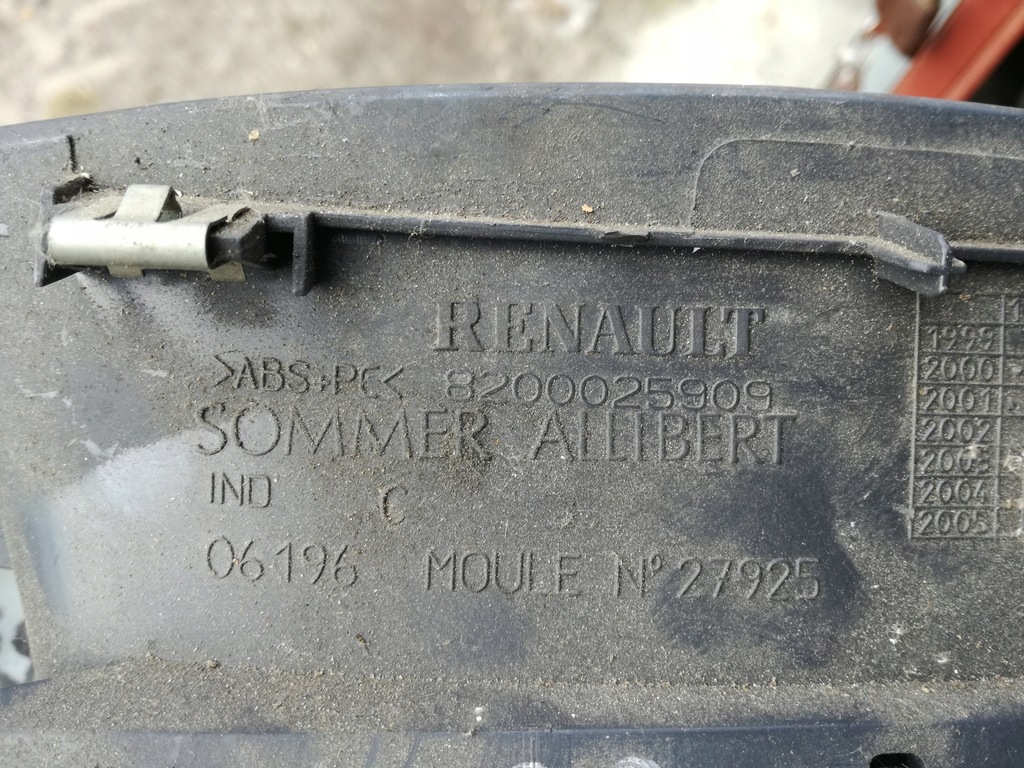 RENAULT
>ABS+PC< 8200025909
SOMMER ALLIBERT
IND C
06196 MOULE N° 27925
1999
2000
2001
2002
2003
2004
2005